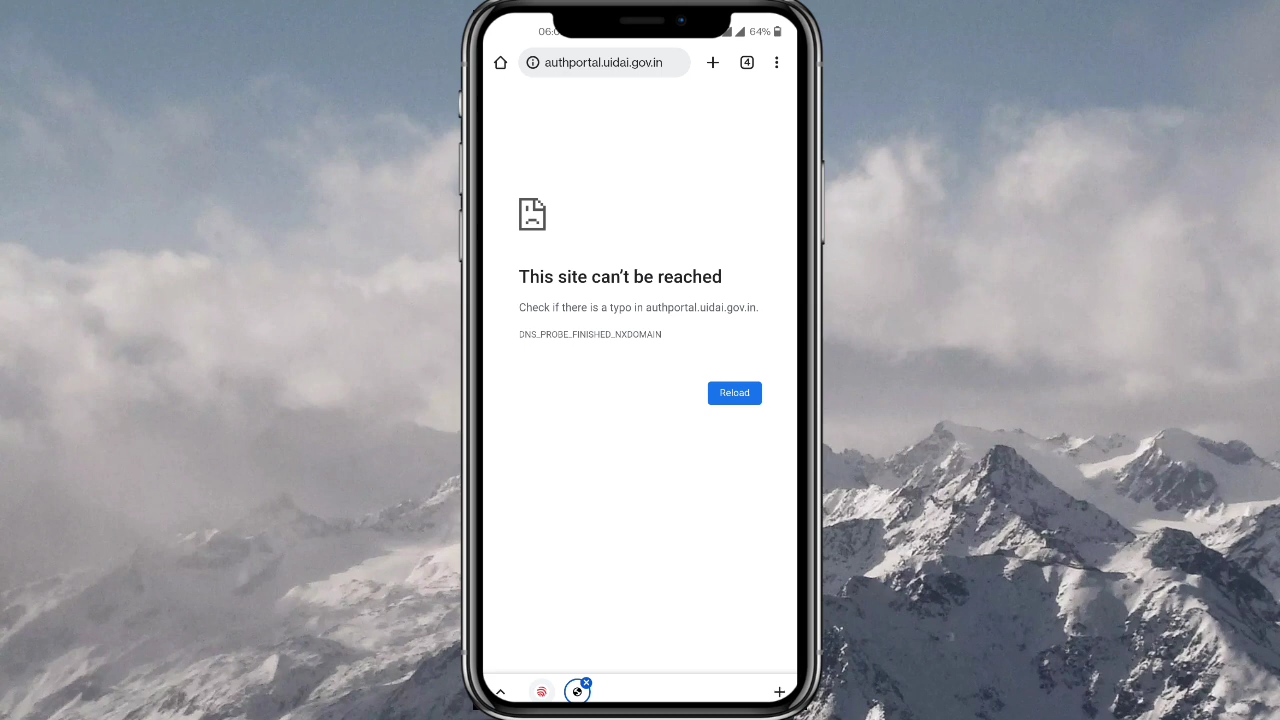 64%
authportal.uidai.gov.in
4
This site can’t be reached
Check if there is a typo in authportal.uidai.gov.in.
DNS_PROBE_FINISHED_NXDOMAIN
Reload